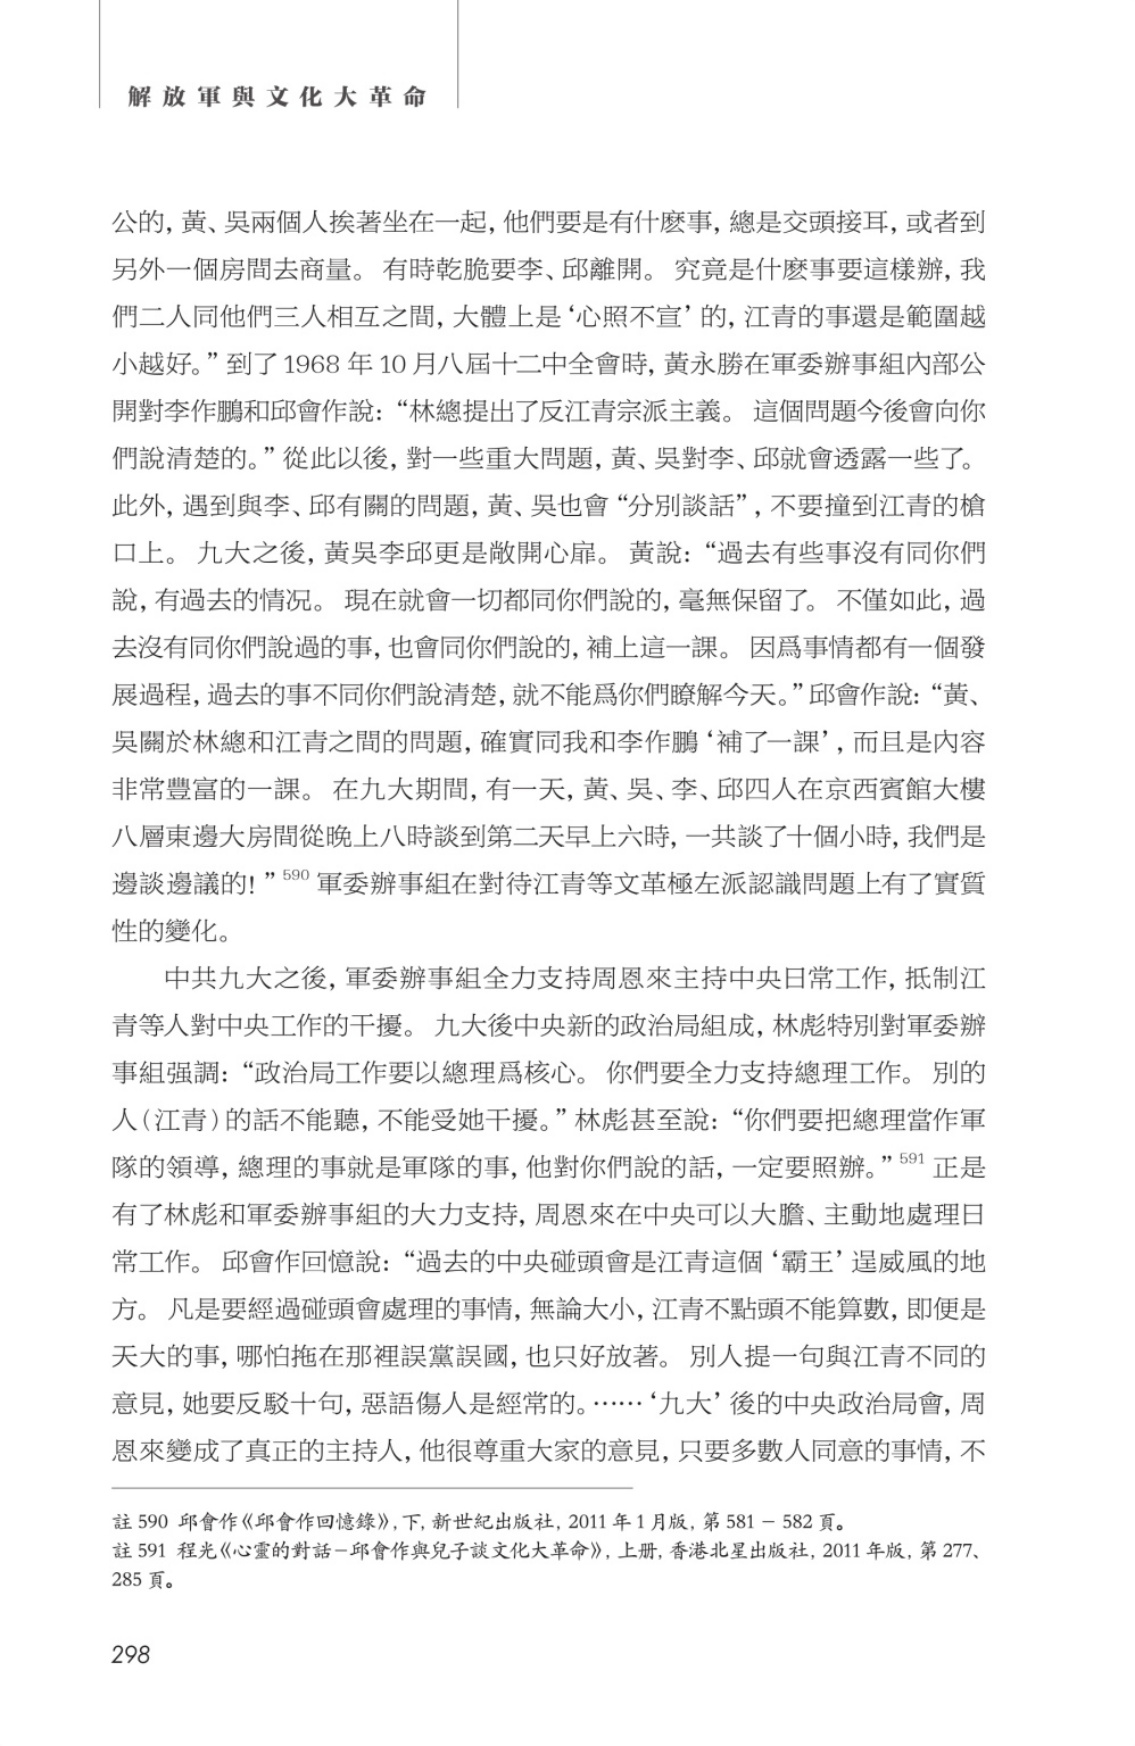 解放軍與文化大革命
公的，黃、吳兩個人挨著坐在一起，他們要是有什麽事，總是交頭接耳，或者到
另外一個房間去商量。 有時乾脆要李、邱離開。 究竟是什麽事要這樣辦，我
們二人同他們三人相互之間，大體上是‘心照不宣’的，江青的事還是範圍越
小越好。”到了1968 年 10 月八屆十二中全會時，黃永勝在軍委辦事組內部公
開對李作鵬和邱會作說：“林總提出了反江青宗派主義。 這個問題今後會向你
們說清楚的。”從此以後，對一些重大問題，黃、吳對李、邱就會透露一些了。
此外，遇到與李、邱有關的問題，黃、吳也會“分別談話”，不要撞到江青的槍
口上。 九大之後，黃吳李邱更是敞開心扉。 黃說：“過去有些事沒有同你們
說，有過去的情況。 現在就會一切都同你們說的，毫無保留了。 不僅如此，過
去沒有同你們說過的事，也會同你們說的，補上這一課。 因爲事情都有一個發
展過程，過去的事不同你們說清楚，就不能爲你們瞭解今天。”邱會作說：“黃、
吳關於林總和江青之間的問題，確實同我和李作鵬‘補了一課’，而且是內容
非常豐富的一課。 在九大期間，有一天，黃、吳、李、邱四人在京西賓館大樓
八層東邊大房間從晚上八時談到第二天早上六時，一共談了十個小時，我們是
邊談邊議的！”590 軍委辦事組在對待江青等文革極左派認識問題上有了實質
性的變化。
中共九大之後，軍委辦事組全力支持周恩來主持中央日常工作，抵制江
青等人對中央工作的干擾。 九大後中央新的政治局組成，林彪特別對軍委辦
事組强調：“政治局工作要以總理爲核心。 你們要全力支持總理工作。 別的
人（江青）的話不能聽，不能受她干擾。”林彪甚至說：“你們要把總理當作軍
隊的領導，總理的事就是軍隊的事，他對你們說的話，一定要照辦。”591 正是
有了林彪和軍委辦事組的大力支持，周恩來在中央可以大膽、主動地處理日
常工作。 邱會作回憶說：“過去的中央碰頭會是江青這個‘霸王’逞威風的地
方。 凡是要經過碰頭會處理的事情，無論大小，江青不點頭不能算數，即便是
天大的事，哪怕拖在那裡誤黨誤國，也只好放著。 別人提一句與江青不同的
意見，她要反駁十句，惡語傷人是經常的。……‘九大’後的中央政治局會，周
恩來變成了真正的主持人，他很尊重大家的意見，只要多數人同意的事情，不
註 590 邱會作《邱會作回憶錄》，下，新世紀出版社，2011 年 1 月版，第 581 - 582 頁。
註 591 程光《心靈的對話—邱會作與兒子談文化大革命》，上册，香港北星出版社，2011 年版，第 277、
285 頁。
298